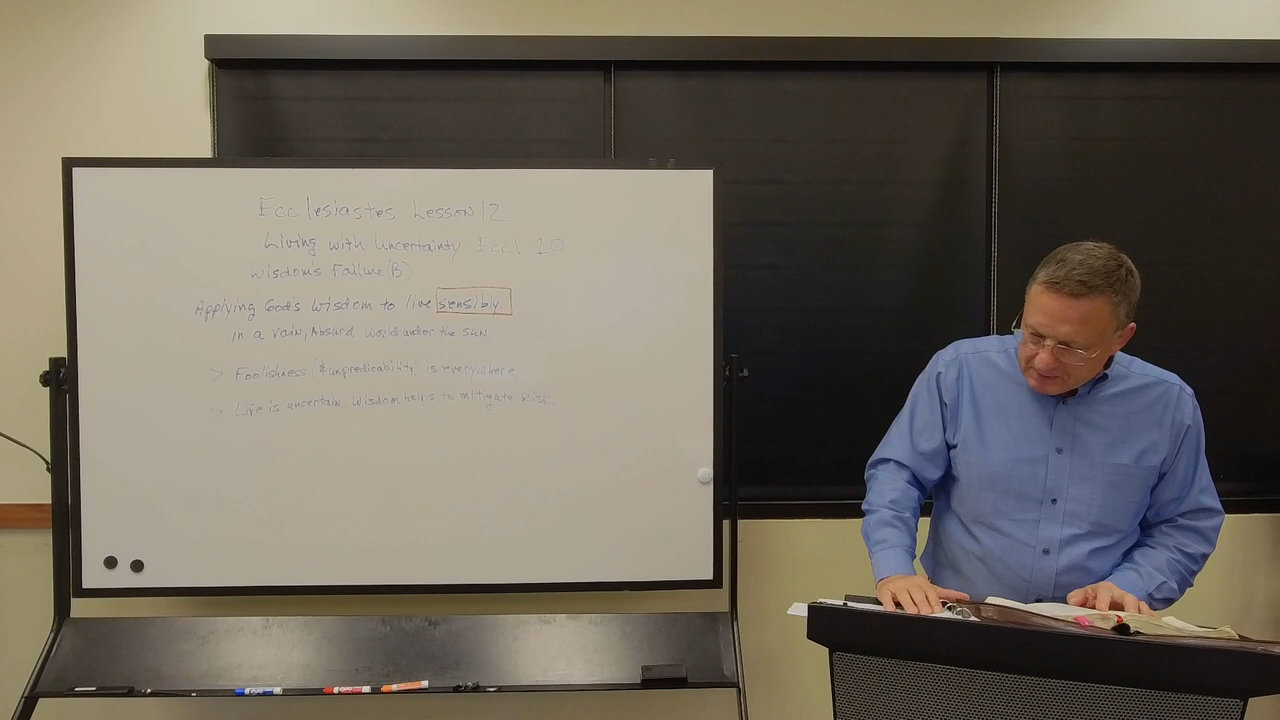 Ecclesiastes Lesson 12
Living with Uncertainty Eccl 10
Wisdom's Failure (B)
Applying God's Wisdom to live sensibly.
in a vain, Absurd World under the SUN
> Foolishness (& unpredicability) is everywhere.
> Life is uncertain. Wisdom helps to mitigate Risk.